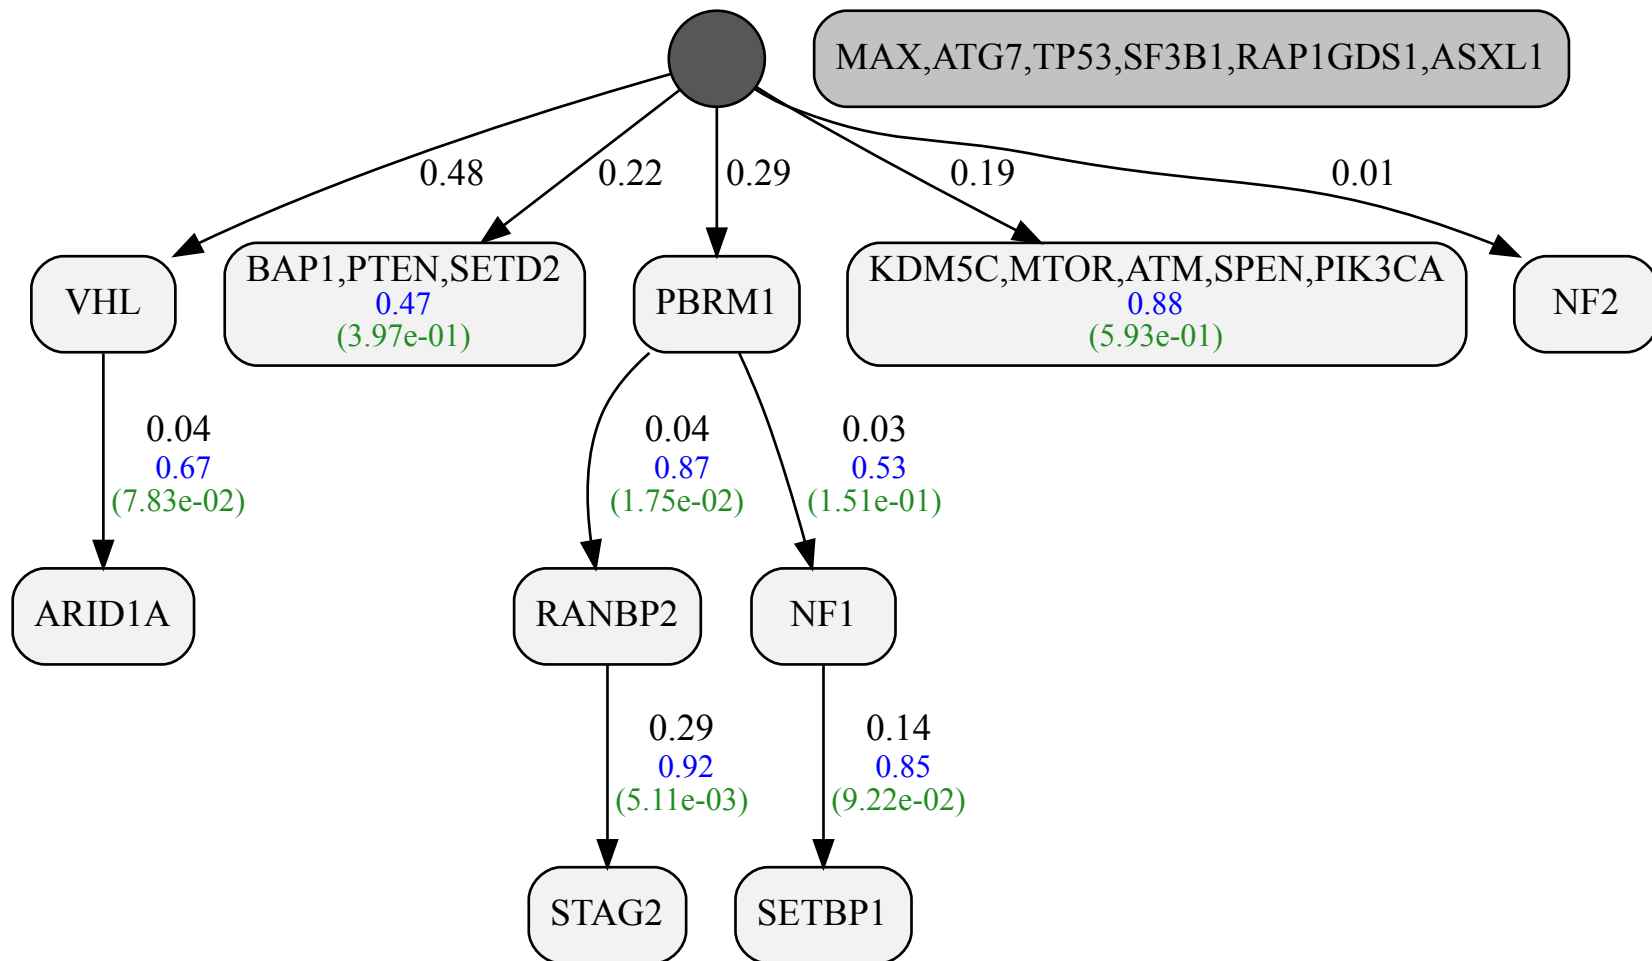 MAX,ATG7,TP53,SF3B1,RAP1GDS1,ASXL1
0.48
0.22
0.29
0.19
0.01
VHL
BAP1,PTEN,SETD2
0.47
(3.97e-01)
PBRM1
KDM5C,MTOR,ATM,SPEN,PIK3CA
0.88
(5.93e-01)
NF2
0.04
0.67
(7.83e-02)
0.04
0.87
(1.75e-02)
0.03
0.53
(1.51e-01)
ARID1A
RANBP2
NF1
0.29
0.92
(5.11e-03)
0.14
0.85
(9.22e-02)
STAG2
SETBP1